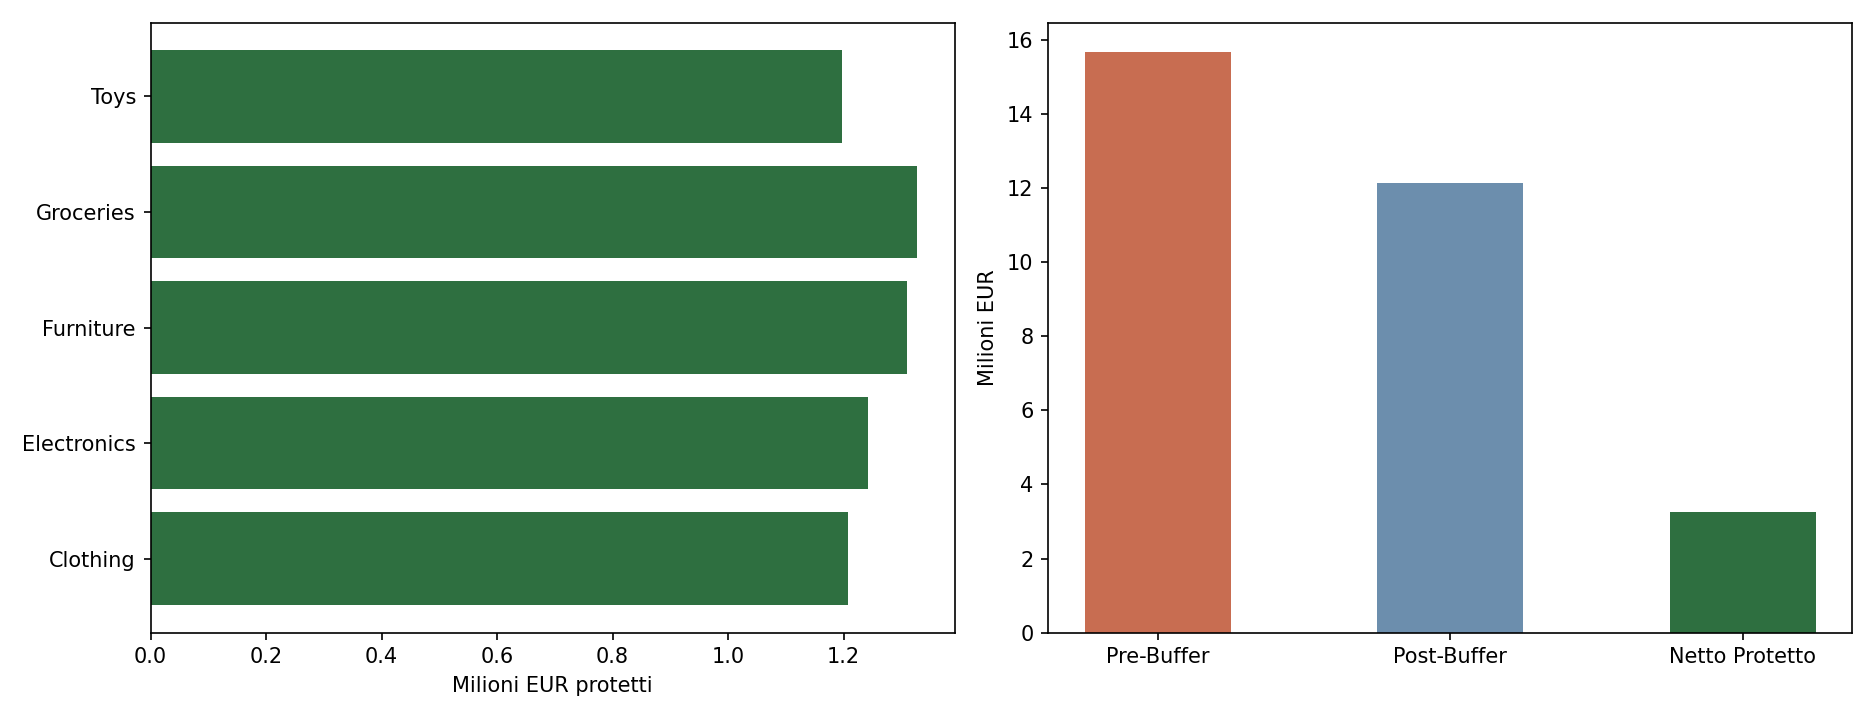 Toys
Groceries
Furniture
Electronics
Clothing
0.0 0.2 0.4 0.6 0.8 1.0 1.2
Milioni EUR protetti
16
14
12
10
8
6
4
2
0
Milioni EUR
Pre-Buffer Post-Buffer Netto Protetto